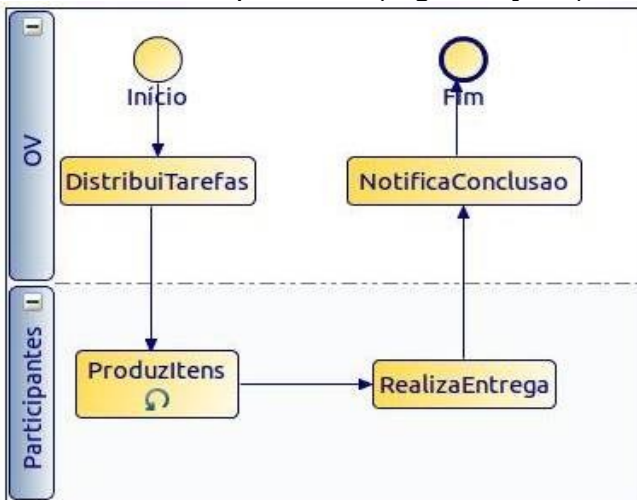 OV
Início
Fim
DistribuiTarefas
NotificaConclusao
Participantes
ProduzItens
RealizaEntrega